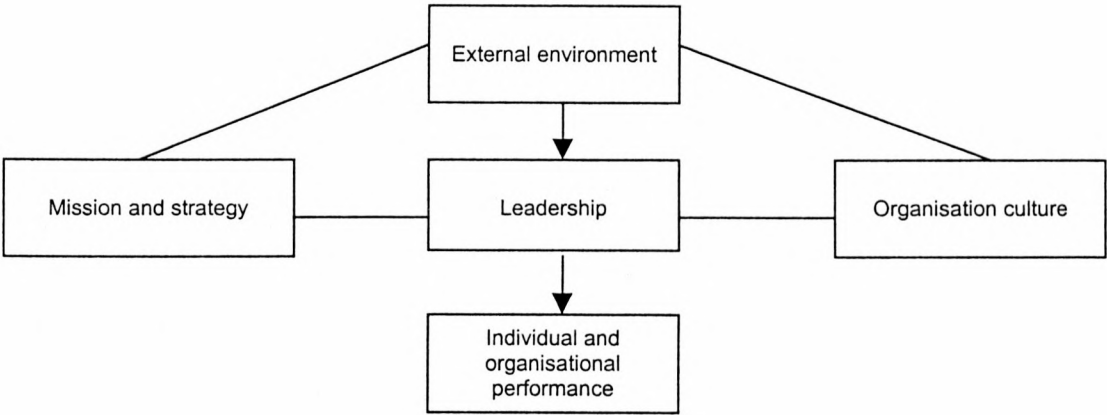 External environment
Mission and strategy
Leadership
Organisation culture
Individual and
organisational
performance